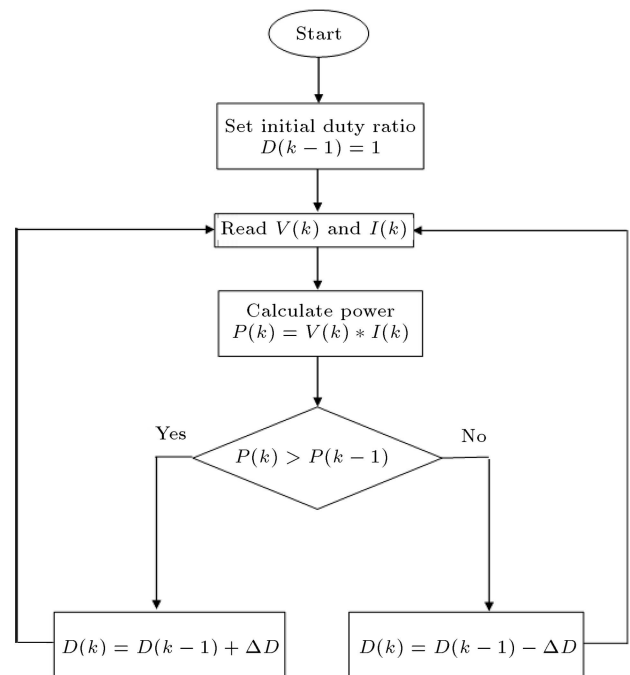 Start
Set initial duty ratio
D(k − 1) = 1
Read V(k) and I(k)
Calculate power
P(k) = V(k) ∗ I(k)
Yes
No
P(k) > P(k − 1)
D(k) = D(k − 1) + ΔD
D(k) = D(k − 1) − ΔD